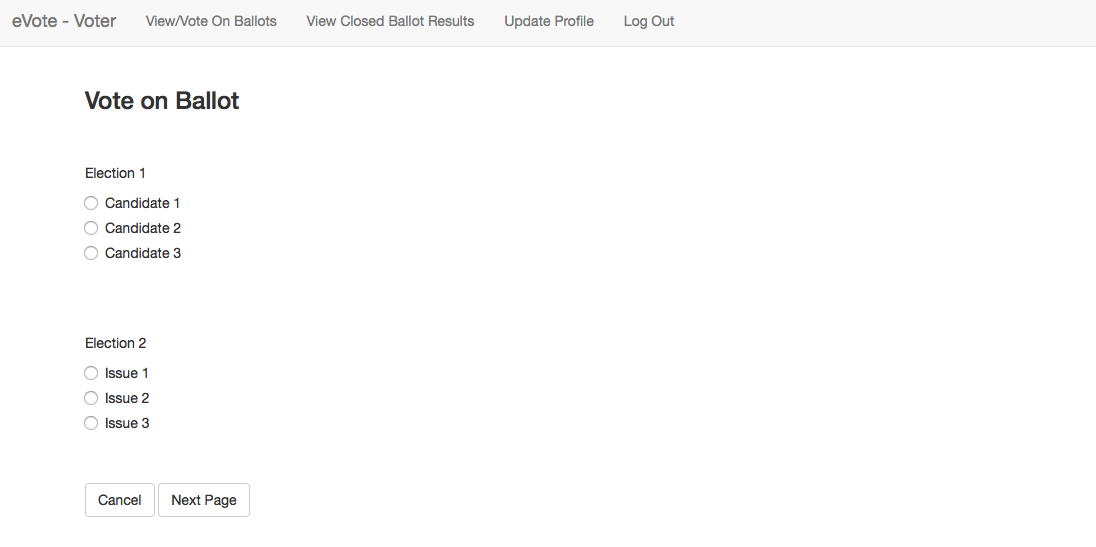 eVote - Voter View/Vote On Ballots View Closed Ballot Results Update Profile Log Out
Vote on Ballot
Election 1
Candidate 1
Candidate 2
Candidate 3
Election 2
Issue 1
Issue 2
Issue 3
Cancel Next Page